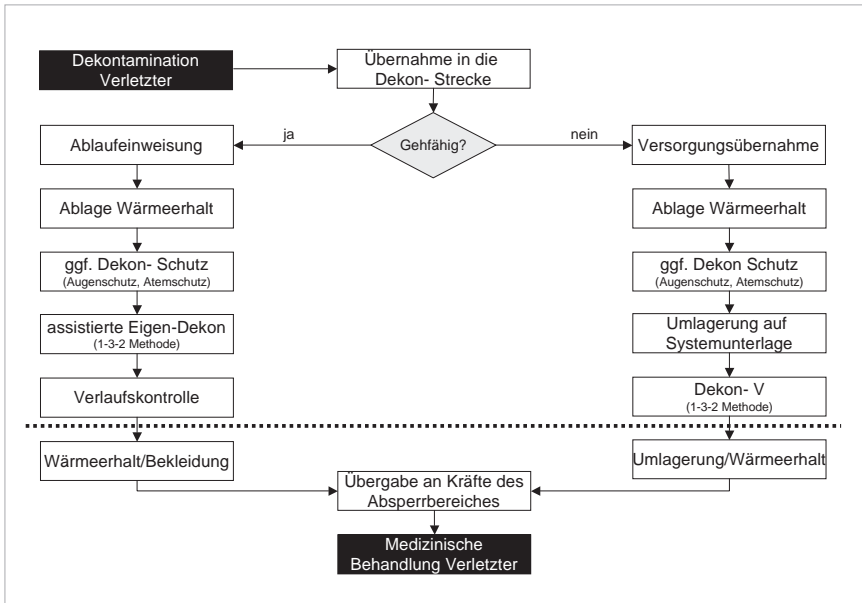 Dekontamination
Verletzter
Übernahme in die
Dekon- Strecke
Gehfähig?
ja
nein
Ablaufeinweisung
Ablage Wärmeerhalt
ggf. Dekon- Schutz
(Augenschutz, Atemschutz)
assistierte Eigen-Dekon
(1-3-2 Methode)
Verlaufskontrolle
Wärmeerhalt/Bekleidung
Versorgungsübernahme
Ablage Wärmeerhalt
ggf. Dekon Schutz
(Augenschutz, Atemschutz)
Umlagerung auf
Systemunterlage
Dekon- V
(1-3-2 Methode)
Umlagerung/Wärmeerhalt
Übergabe an Kräfte des
Absperrbereiches
Medizinische
Behandlung Verletzter